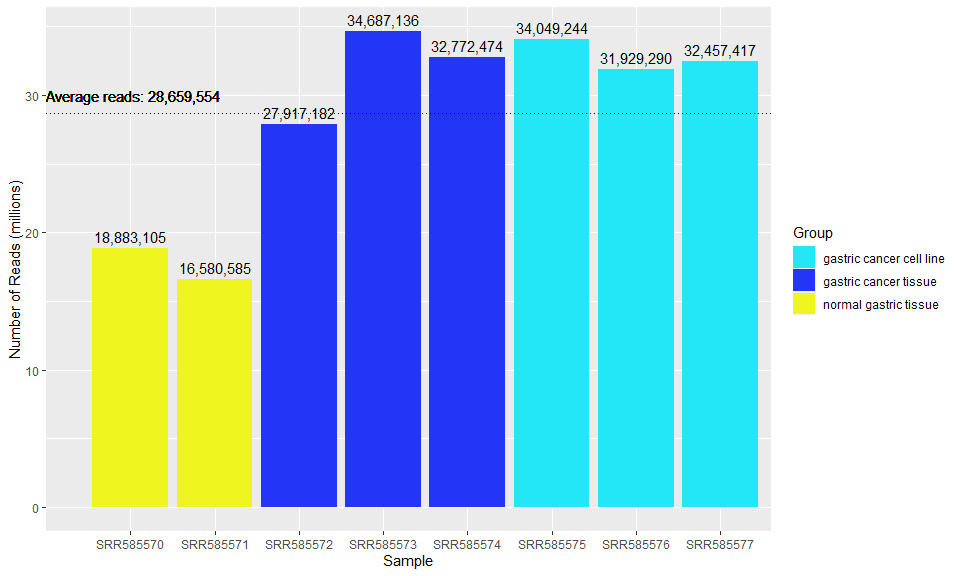 34,687,136
34,049,244
32,772,474
32,457,417
31,929,290
30
Average reads: 28,659,554
27,917,182
Number of Reads (millions)
20
18,883,105
16,580,585
10
0
Group
gastric cancer cell line
gastric cancer tissue
normal gastric tissue
SRR585570 SRR585571 SRR585572 SRR585573 SRR585574 SRR585575 SRR585576 SRR585577
Sample